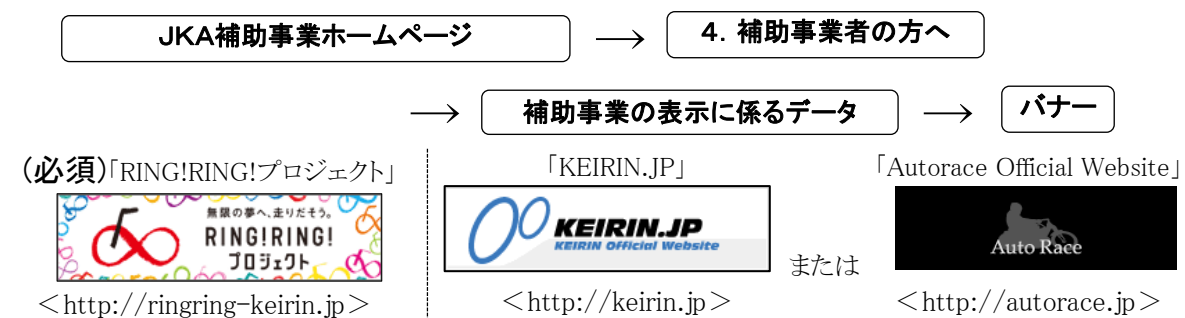 JKA補助事業ホームページ → 4．補助事業者の方へ
→ 補助事業の表示に係るデータ → バナー
(必須)「RING!RING!プロジェクト」
無限の夢へ、走りだそう。
RING!RING!
プロジェクト
＜http://ringring-keirin.jp＞
「KEIRIN.JP」
KEIRIN.JP
KEIRIN Official Website
＜http://keirin.jp＞
または
「Autorace Official Website」
Auto Race
＜http://autorace.jp＞